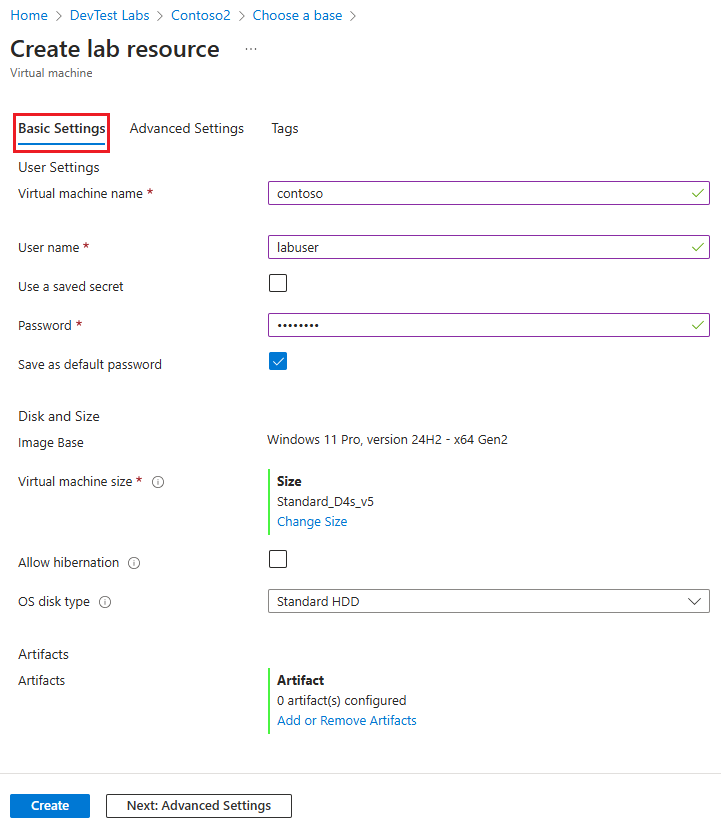 Home > DevTest Labs > Contoso2 > Choose a base >
Create lab resource ...
Virtual machine
Basic Settings Advanced Settings Tags
User Settings
Virtual machine name * contoso
User name * labuser
Use a saved secret
Password * ••••••••
Save as default password
Disk and Size
Image Base Windows 11 Pro, version 24H2 - x64 Gen2
Virtual machine size * Size
Standard_D4s_v5
Change Size
Allow hibernation
OS disk type Standard HDD
Artifacts
Artifacts Artifact
0 artifact(s) configured
Add or Remove Artifacts
Create Next: Advanced Settings